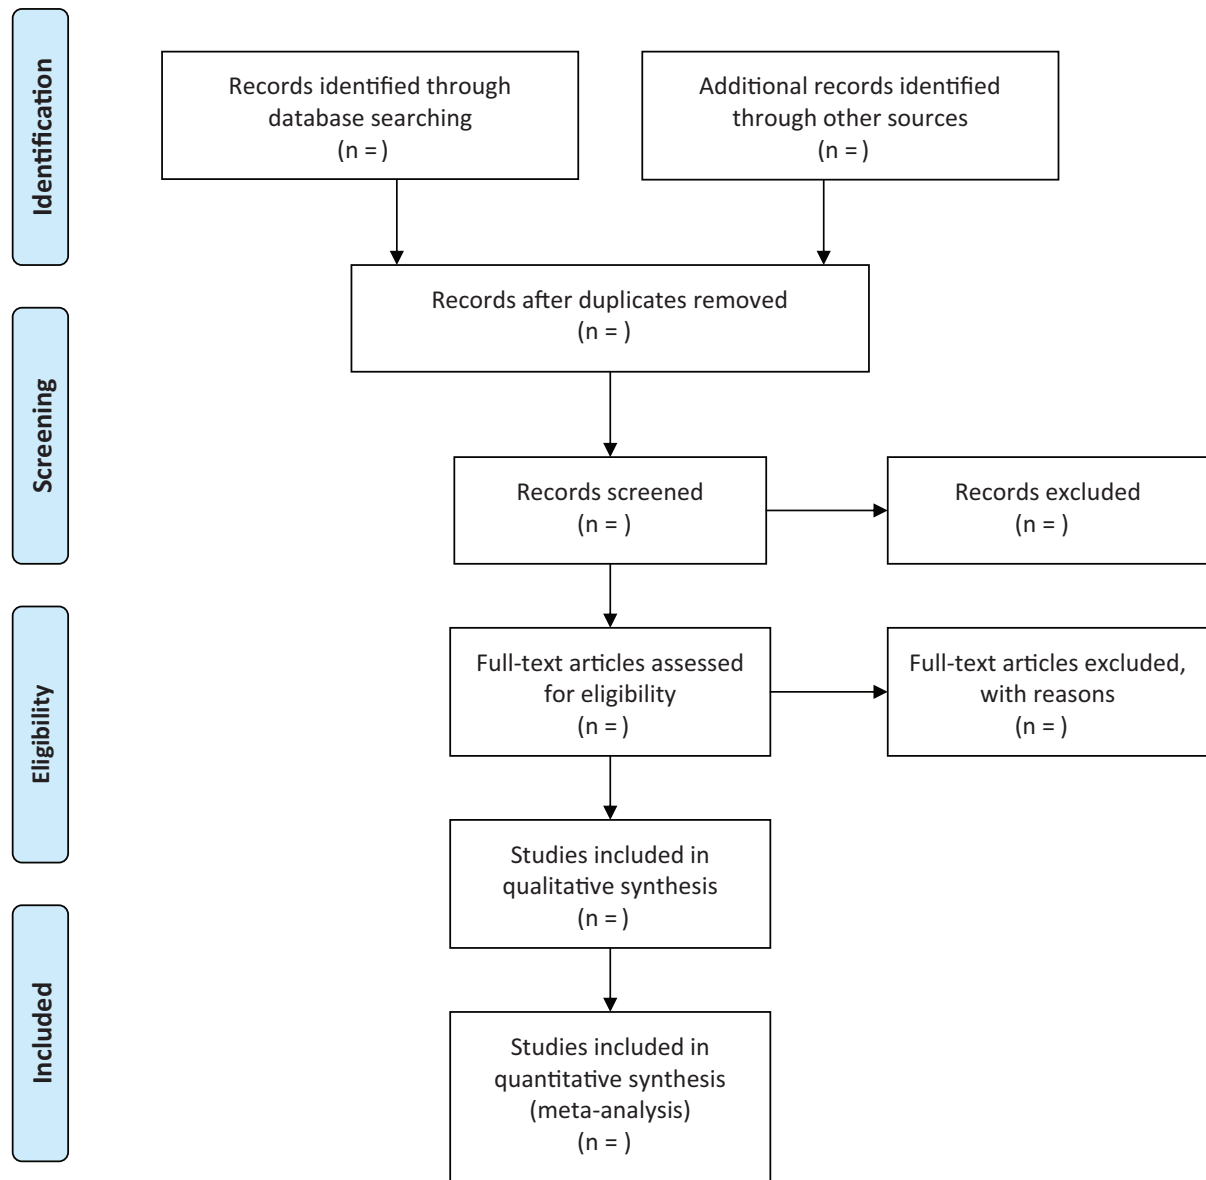 Identification
Records identified through
database searching
(n = )
Additional records identified
through other sources
(n = )
Records after duplicates removed
(n = )
Screening
Records screened
(n = )
Records excluded
(n = )
Eligibility
Full-text articles assessed
for eligibility
(n = )
Full-text articles excluded,
with reasons
(n = )
Studies included in
qualitative synthesis
(n = )
Included
Studies included in
quantitative synthesis
(meta-analysis)
(n = )